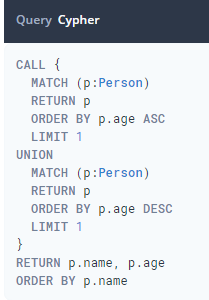 Query Cypher
CALL {
  MATCH (p:Person)
  RETURN p
  ORDER BY p.age ASC
  LIMIT 1
UNION
  MATCH (p:Person)
  RETURN p
  ORDER BY p.age DESC
  LIMIT 1
}
RETURN p.name, p.age
ORDER BY p.name